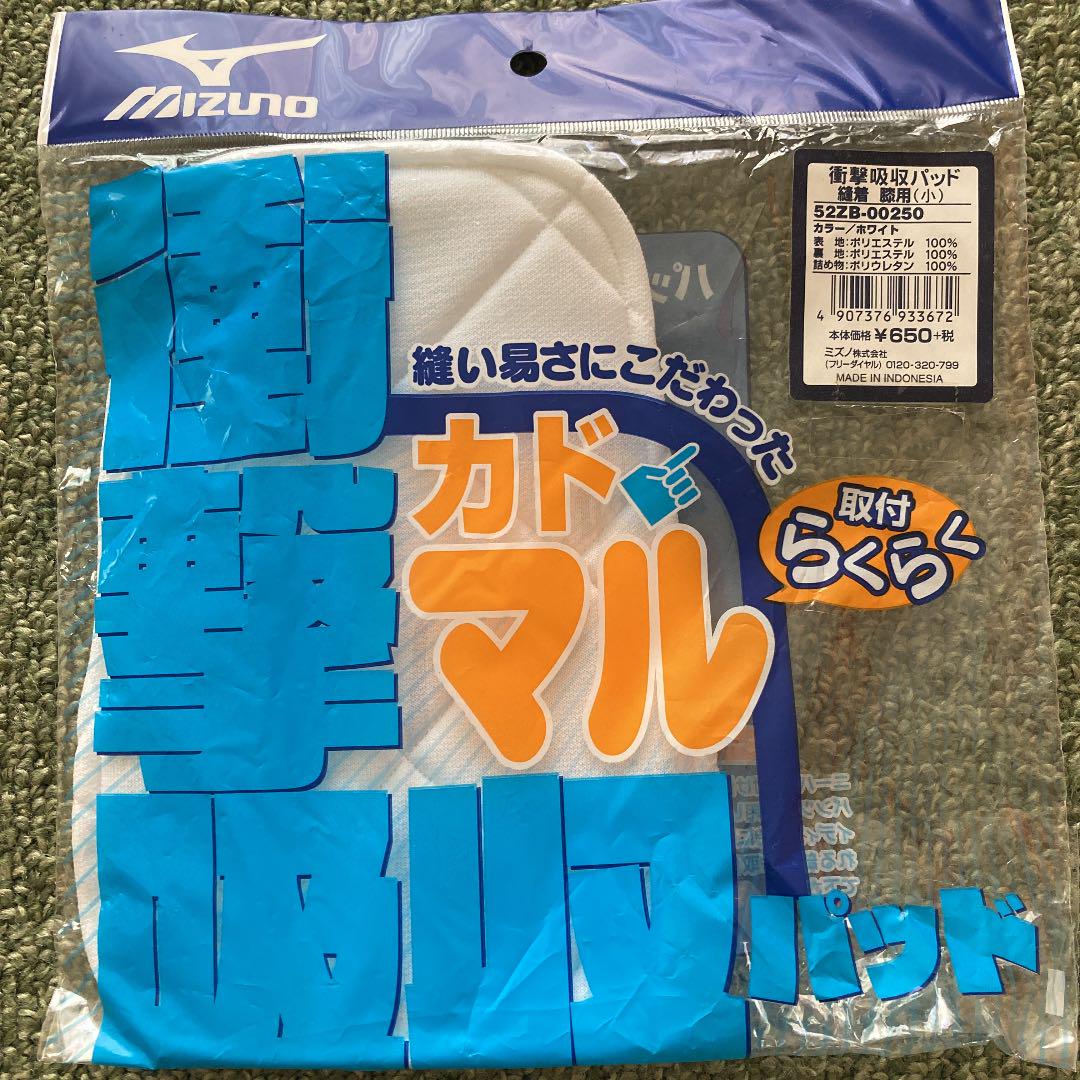 MIZUNO
衝撃吸収パッド
縫着 膝用(小)
52ZB-00250
カラー/ホワイト
表 地:ポリエステル 100%
裏 地:ポリエステル 100%
詰め物:ポリウレタン 100%
4 907376 933672
本体価格 ¥650+税
ミズノ株式会社
(フリーダイヤル) 0120-320-799
MADE IN INDONESIA
縫い易さにこだわった
カド
マル
取付
らくらく
衝撃吸収パッド